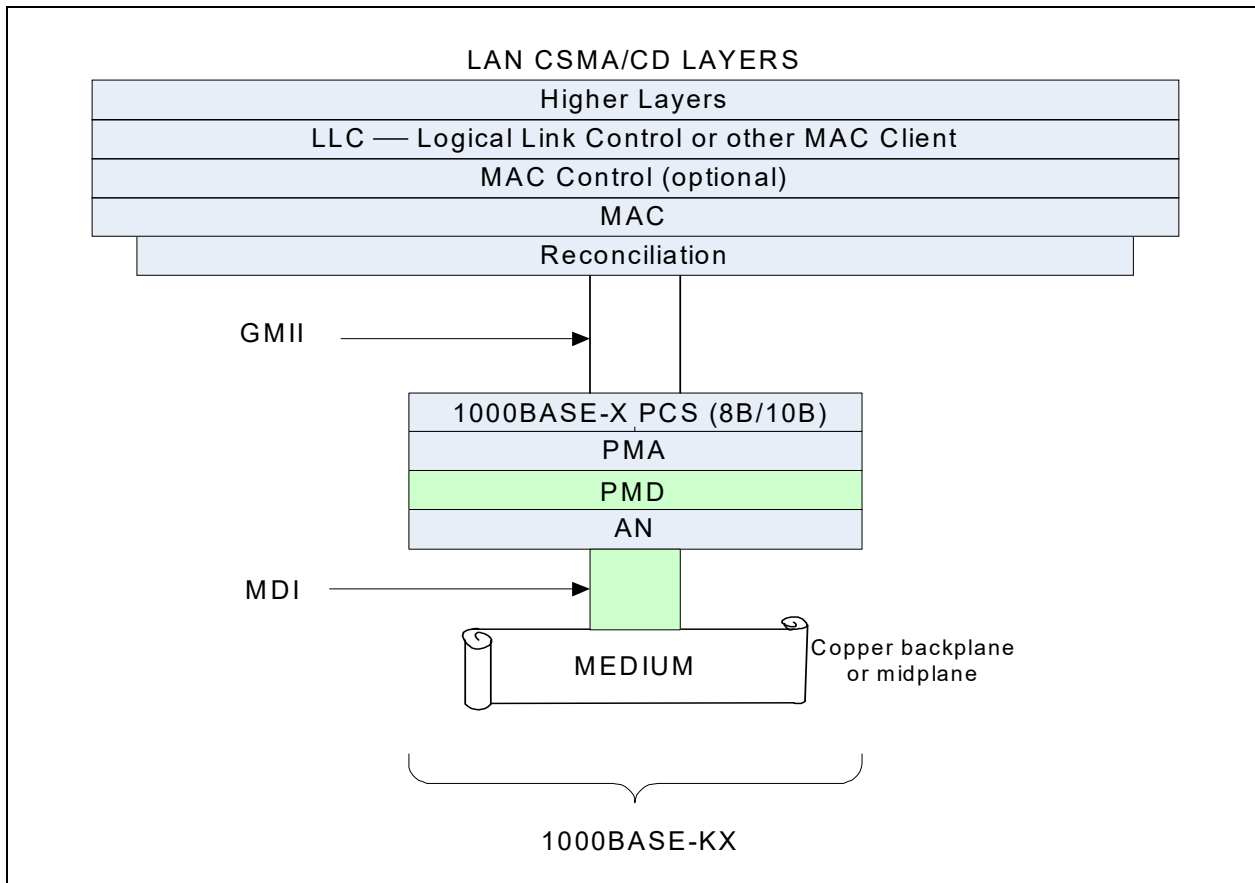 LAN CSMA/CD LAYERS
Higher Layers
LLC — Logical Link Control or other MAC Client
MAC Control (optional)
MAC
Reconciliation
GMII
1000BASE-X PCS (8B/10B)
PMA
PMD
AN
MDI
MEDIUM
Copper backplane
or midplane
1000BASE-KX